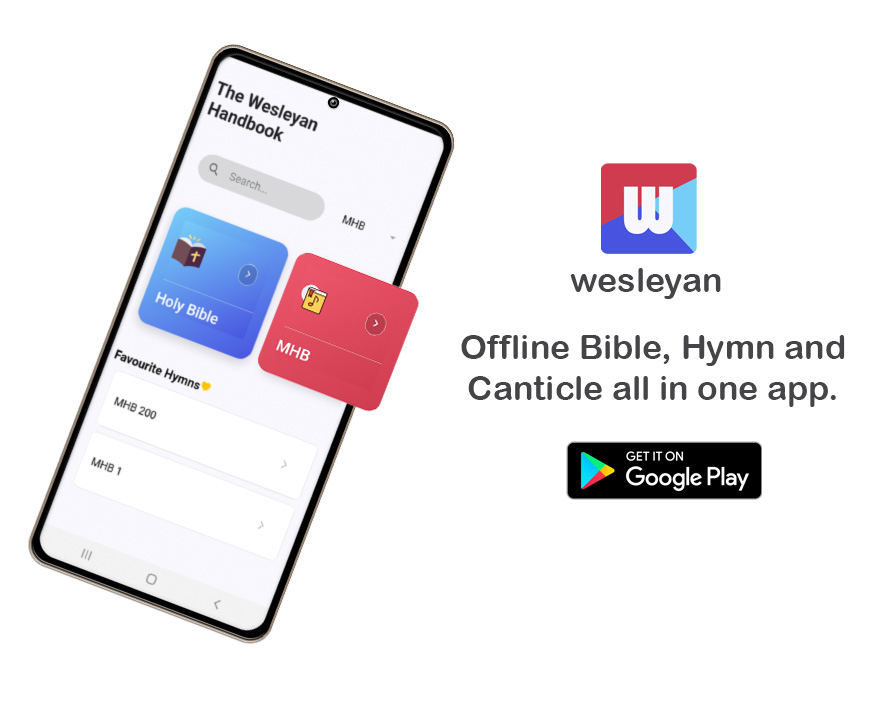 The Wesleyan
Handbook
Search...
MHB
Holy Bible
MHB
Favourite Hymns
MHB 200
MHB 1
W
wesleyan
Offline Bible, Hymn and
Canticle all in one app.
GET IT ON
Google Play